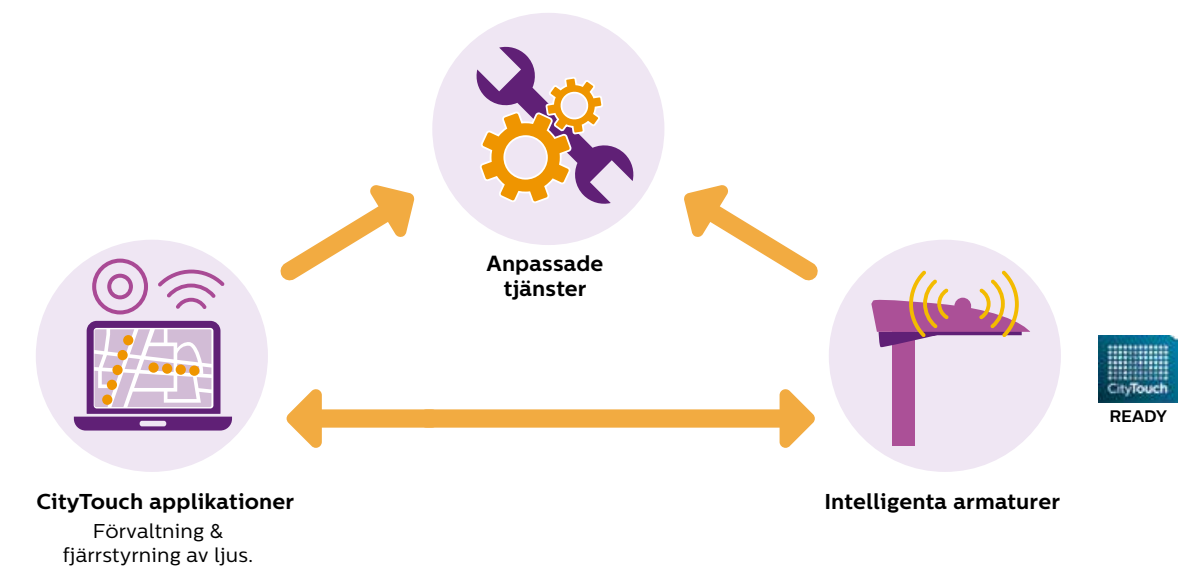 Anpassade
tjänster
CityTouch
READY
CityTouch applikationer
Förvaltning &
fjärrstyrning av ljus.
Intelligenta armaturer